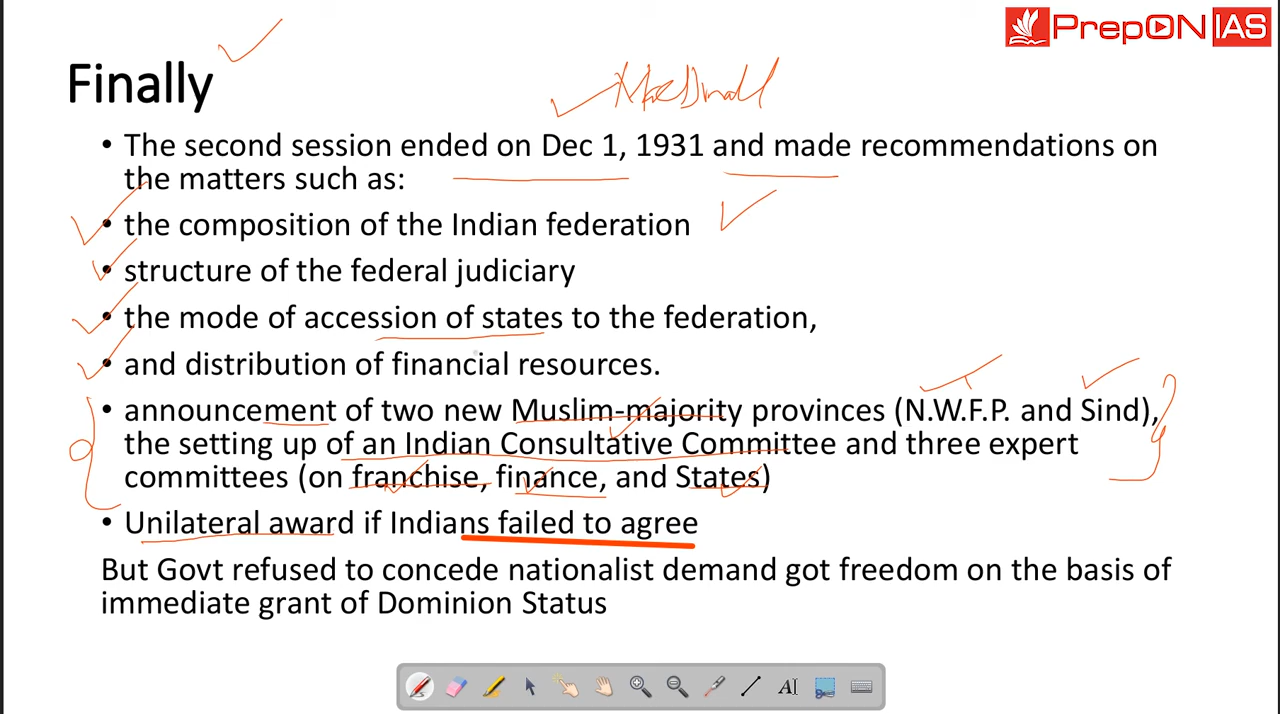 PrepON IAS
Finally
MacDonald
• The second session ended on Dec 1, 1931 and made recommendations on
the matters such as:
• the composition of the Indian federation
• structure of the federal judiciary
• the mode of accession of states to the federation,
• and distribution of financial resources.
• announcement of two new Muslim-majority provinces (N.W.F.P. and Sind),
the setting up of an Indian Consultative Committee and three expert
committees (on franchise, finance, and States)
• Unilateral award if Indians failed to agree
But Govt refused to concede nationalist demand got freedom on the basis of
immediate grant of Dominion Status